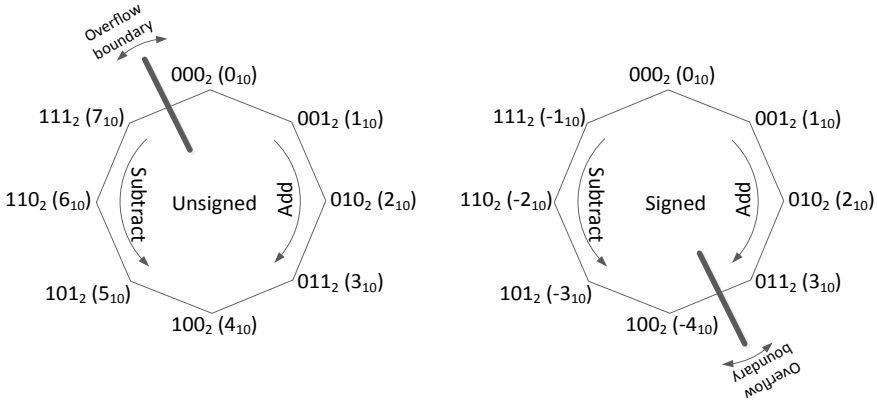 Overflow
boundary
000₂ (0₁₀)
111₂ (7₁₀)
001₂ (1₁₀)
Subtract
Add
110₂ (6₁₀)
Unsigned
010₂ (2₁₀)
101₂ (5₁₀)
011₂ (3₁₀)
100₂ (4₁₀)
000₂ (0₁₀)
111₂ (-1₁₀)
001₂ (1₁₀)
Subtract
Add
110₂ (-2₁₀)
Signed
010₂ (2₁₀)
101₂ (-3₁₀)
011₂ (3₁₀)
100₂ (-4₁₀)
Overflow
boundary